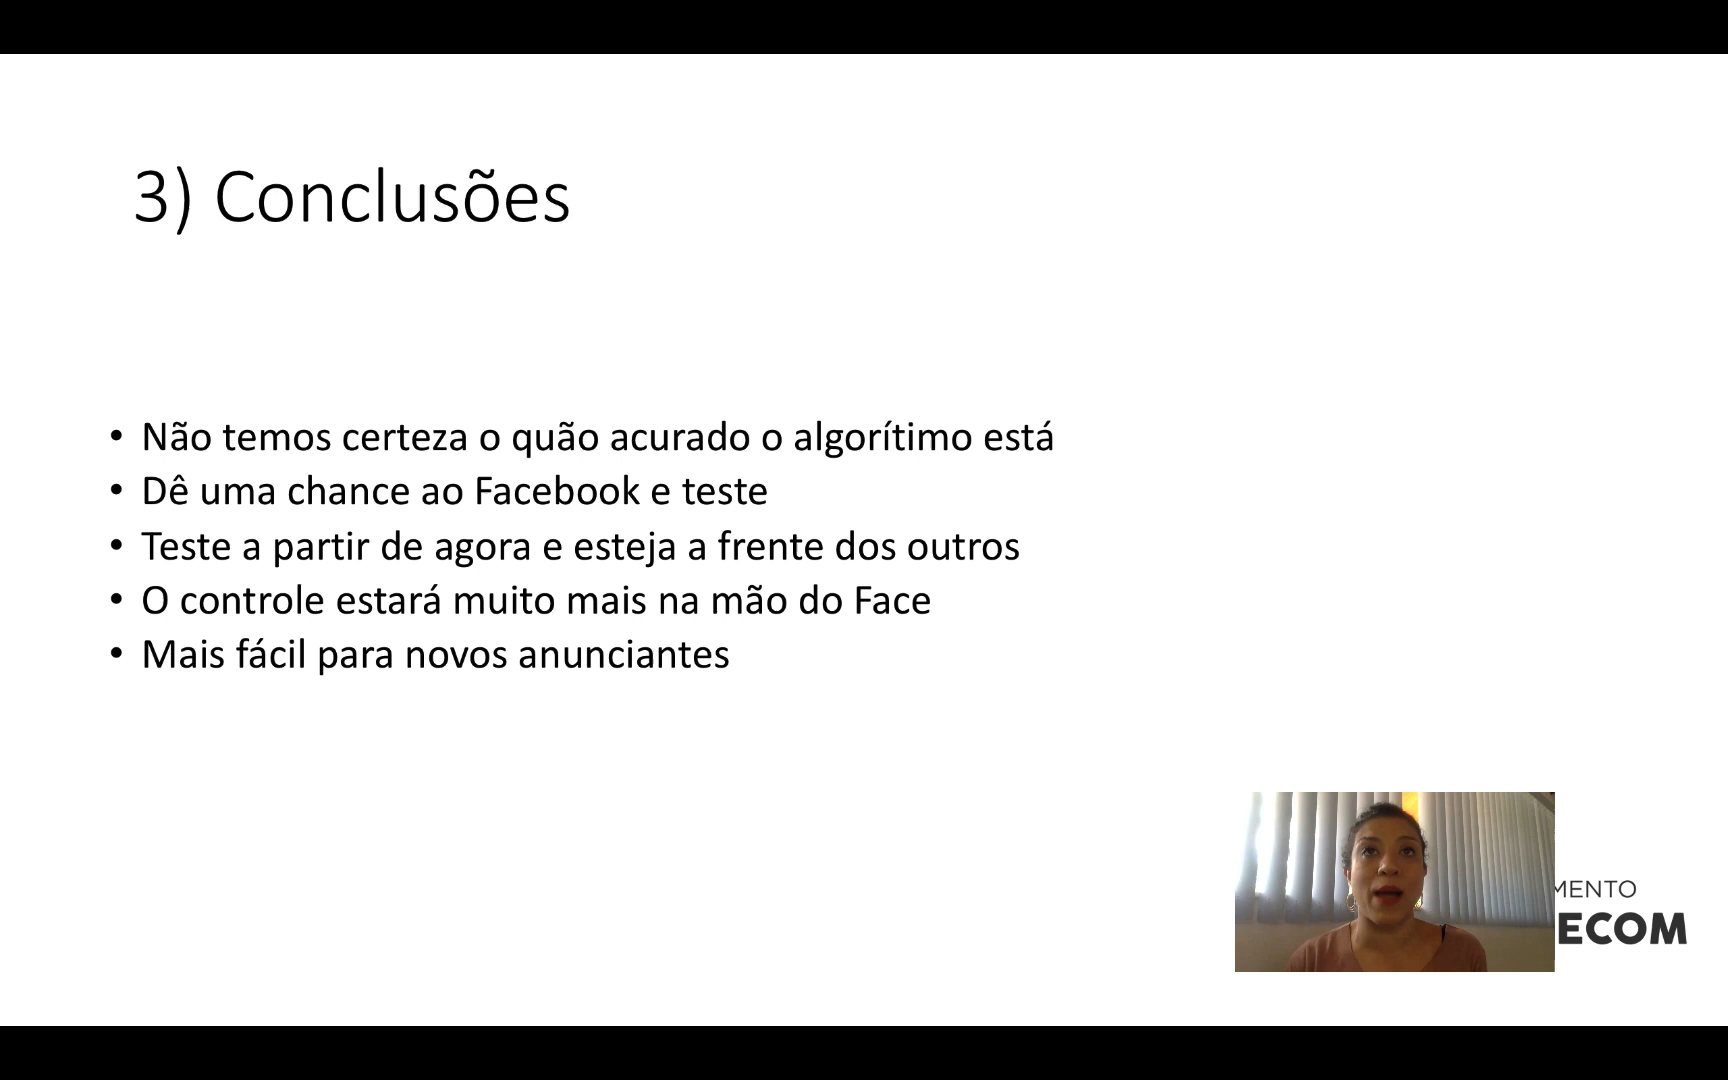 3) Conclusões
• Não temos certeza o quão acurado o algorítimo está
• Dê uma chance ao Facebook e teste
• Teste a partir de agora e esteja a frente dos outros
• O controle estará muito mais na mão do Face
• Mais fácil para novos anunciantes
MENTO
ECOM